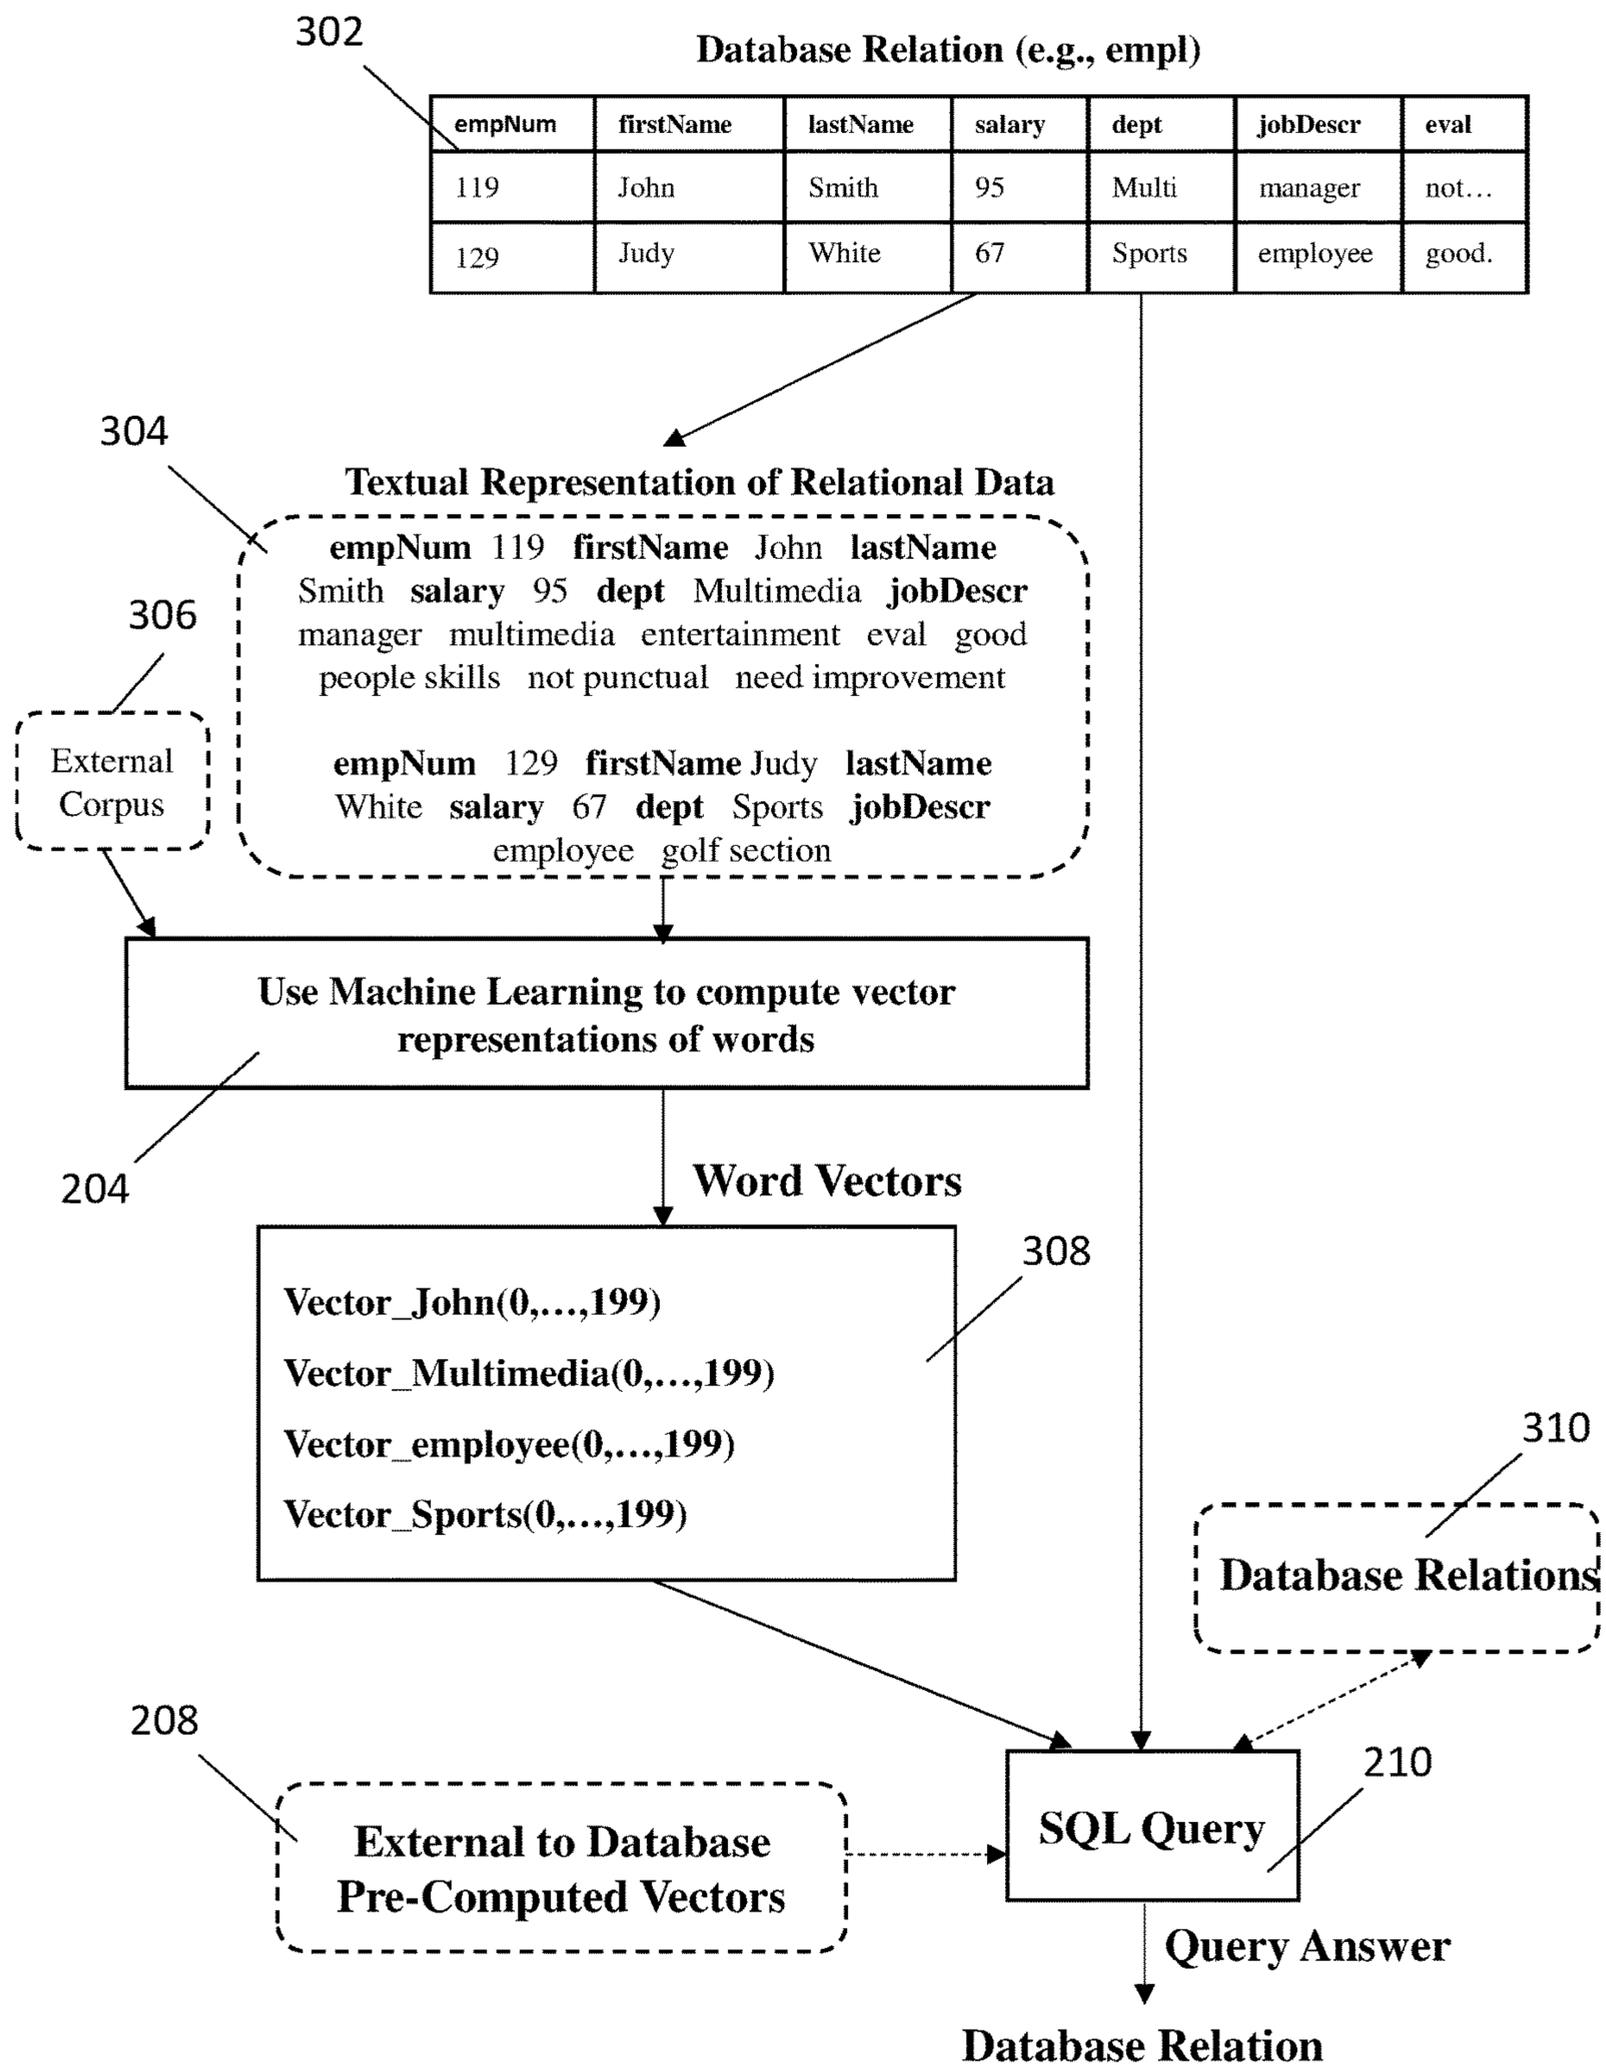 302
Database Relation (e.g., empl)
empNum firstName lastName salary dept jobDescr eval
119 John Smith 95 Multi manager not...
129 Judy White 67 Sports employee good.
304
Textual Representation of Relational Data
empNum 119 firstName John lastName
Smith salary 95 dept Multimedia jobDescr
manager multimedia entertainment eval good
people skills not punctual need improvement
empNum 129 firstName Judy lastName
White salary 67 dept Sports jobDescr
employee golf section
306
External
Corpus
Use Machine Learning to compute vector
representations of words
204
Word Vectors
308
Vector_John(0,...,199)
Vector_Multimedia(0,...,199)
Vector_employee(0,...,199)
Vector_Sports(0,...,199)
310
Database Relations
208
External to Database
Pre-Computed Vectors
210
SQL Query
Query Answer
Database Relation